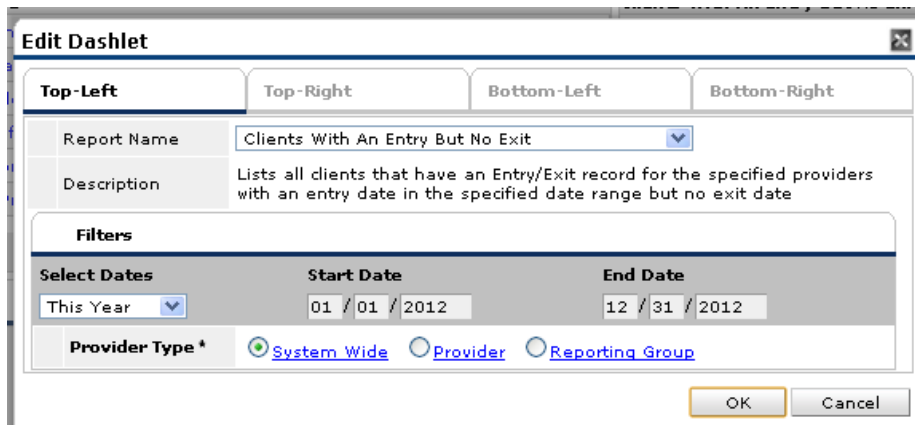 Edit Dashlet
Top-Left Top-Right Bottom-Left Bottom-Right
Report Name Clients With An Entry But No Exit
Description Lists all clients that have an Entry/Exit record for the specified providers
with an entry date in the specified date range but no exit date
Filters
Select Dates Start Date End Date
This Year 01 / 01 / 2012 12 / 31 / 2012
Provider Type * System Wide Provider Reporting Group
OK Cancel